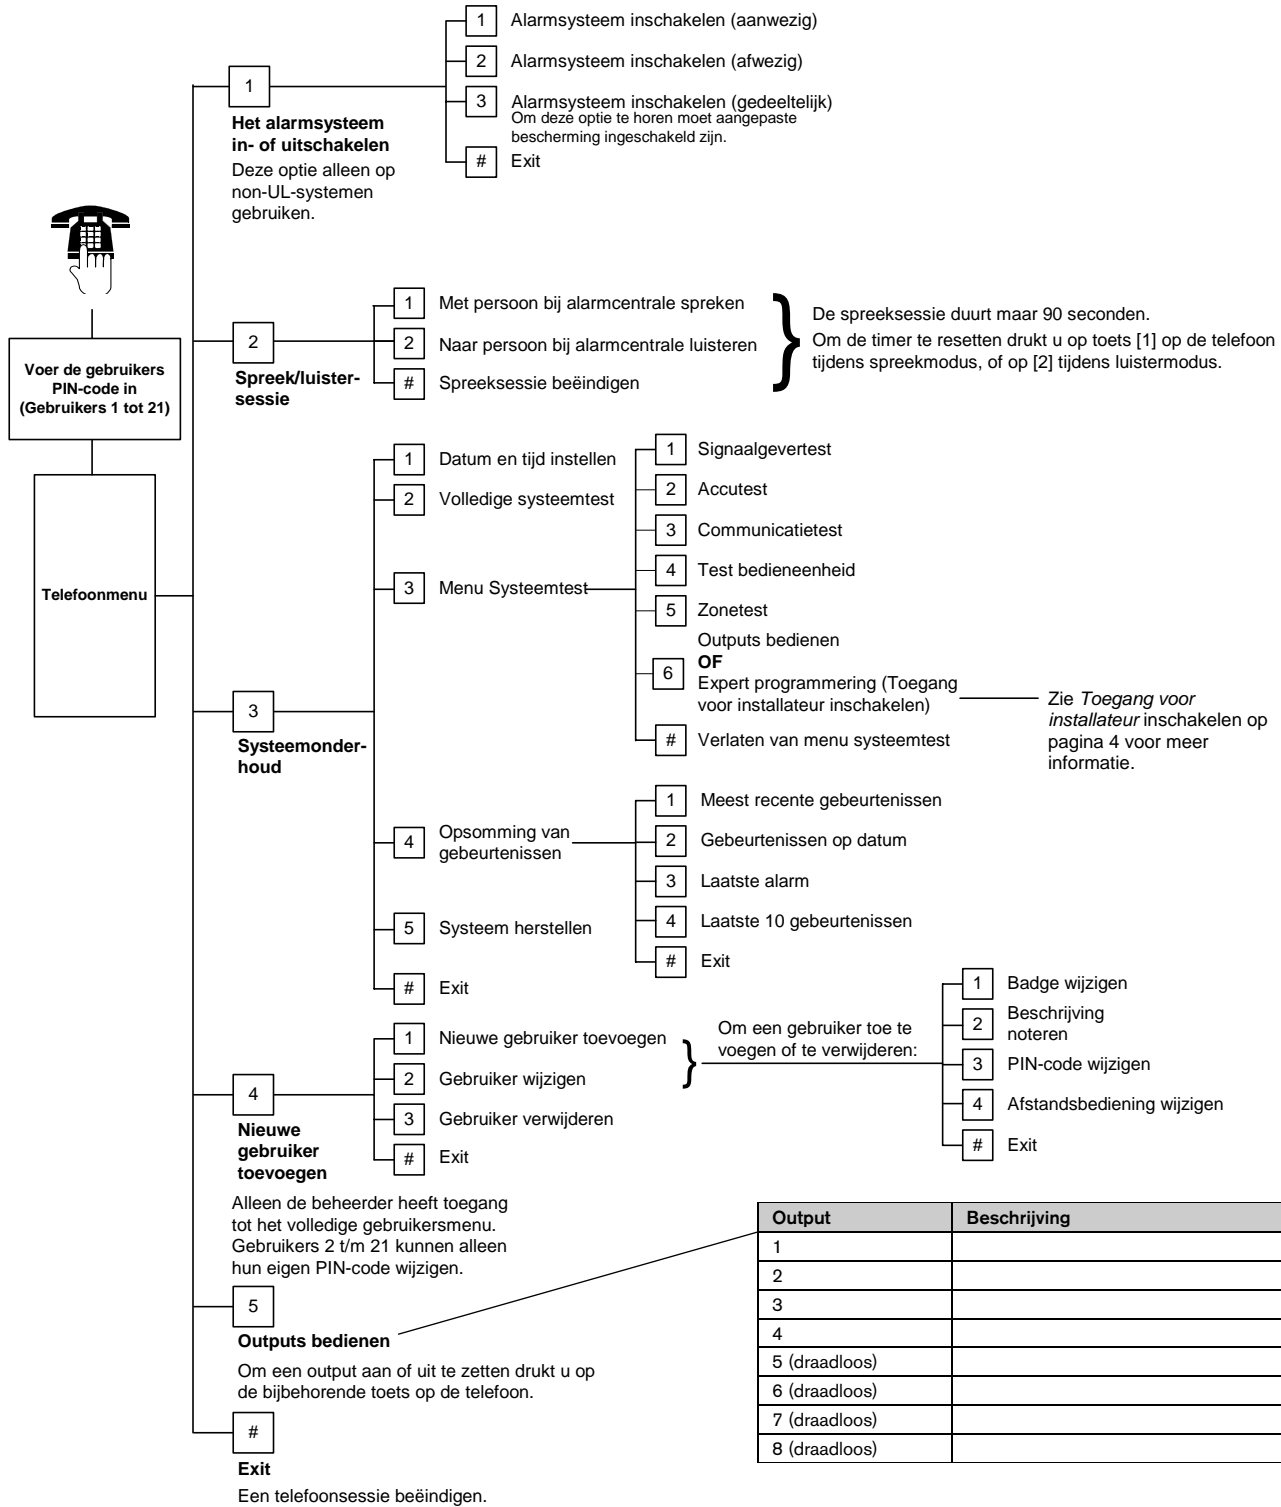 1 Alarmsysteem inschakelen (aanwezig)
2 Alarmsysteem inschakelen (afwezig)
1
3 Alarmsysteem inschakelen (gedeeltelijk)
Om deze optie te horen moet aangepaste
bescherming ingeschakeld zijn.
# Exit
Het alarmsysteem
in- of uitschakelen
Deze optie alleen op
non-UL-systemen
gebruiken.
Voer de gebruikers
PIN-code in
(Gebruikers 1 tot 21)
Telefoonmenu
2
Spreek/luister-
sessie
1 Met persoon bij alarmcentrale spreken
2 Naar persoon bij alarmcentrale luisteren
# Spreeksessie beëindigen
}
De spreeksessie duurt maar 90 seconden.
Om de timer te resetten drukt u op toets [1] op de telefoon
tijdens spreekmodus, of op [2] tijdens luistermodus.
3
Systeemonder-
houd
1 Datum en tijd instellen
2 Volledige systeemtest
3 Menu Systeemtest
1 Signaalgevertest
2 Accutest
3 Communicatietest
4 Test bedieneenheid
5 Zonetest
6
Outputs bedienen
OF
Expert programmering (Toegang
voor installateur inschakelen)
# Verlaten van menu systeemtest
Zie Toegang voor
installateur inschakelen op
pagina 4 voor meer
informatie.
4 Opsomming van
gebeurtenissen
1 Meest recente gebeurtenissen
2 Gebeurtenissen op datum
3 Laatste alarm
4 Laatste 10 gebeurtenissen
# Exit
5 Systeem herstellen
# Exit
4
Nieuwe
gebruiker
toevoegen
Alleen de beheerder heeft toegang
tot het volledige gebruikersmenu.
Gebruikers 2 t/m 21 kunnen alleen
hun eigen PIN-code wijzigen.
1 Nieuwe gebruiker toevoegen
2 Gebruiker wijzigen
3 Gebruiker verwijderen
# Exit
}
Om een gebruiker toe te
voegen of te verwijderen:
1 Badge wijzigen
2 Beschrijving
noteren
3 PIN-code wijzigen
4 Afstandsbediening wijzigen
# Exit
5
Outputs bedienen
Om een output aan of uit te zetten drukt u op
de bijbehorende toets op de telefoon.
Output Beschrijving
1
2
3
4
5 (draadloos)
6 (draadloos)
7 (draadloos)
8 (draadloos)
#
Exit
Een telefoonsessie beëindigen.